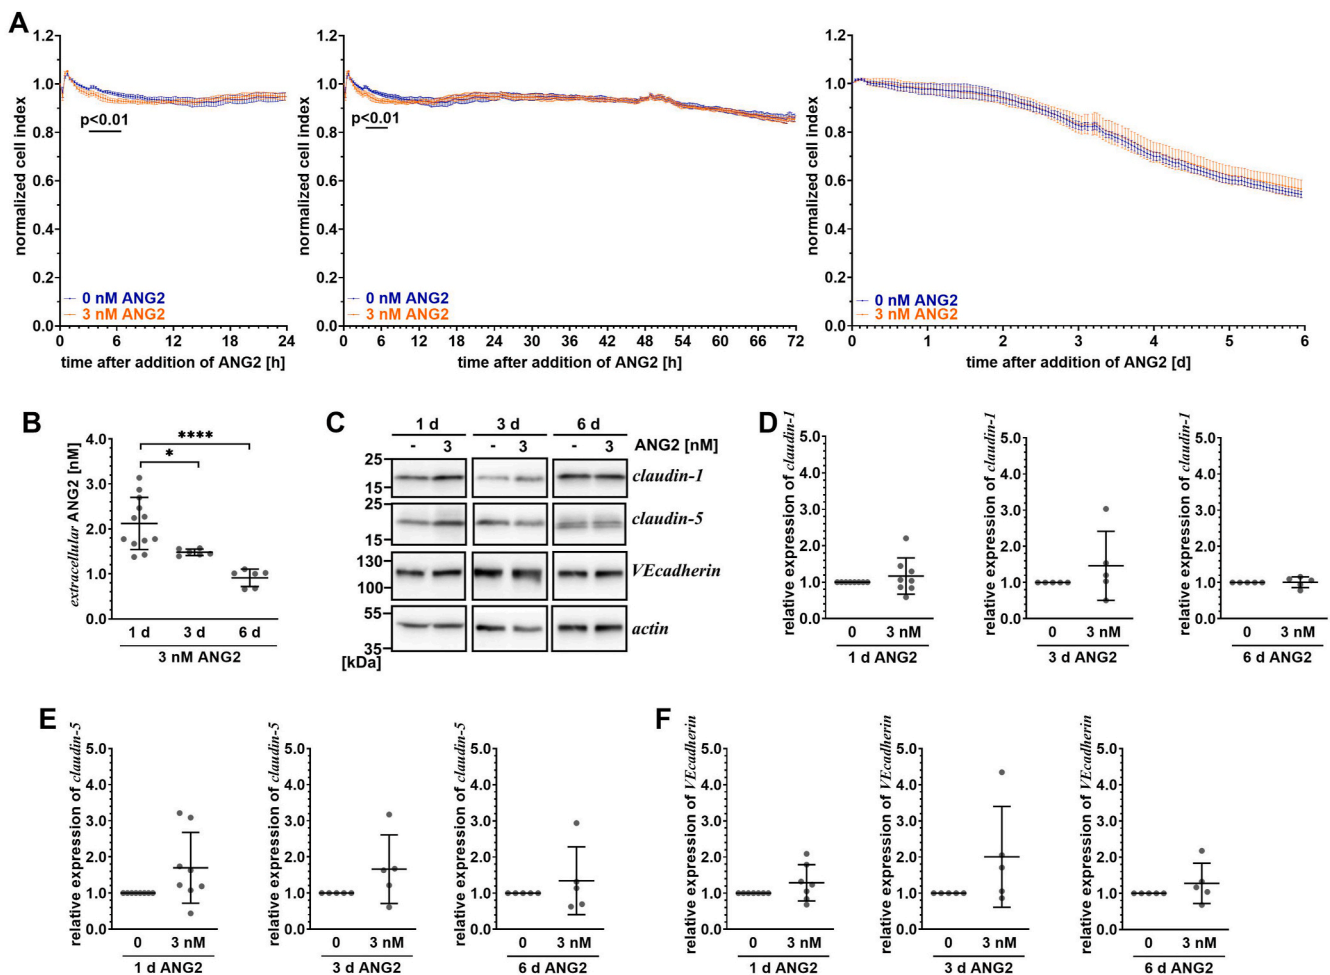 A
1.2
1.0
0.8
0.6
0.4
0.2
0.0
normalized cell index
p<0.01
0 nM ANG2
3 nM ANG2
0 6 12 18 24
time after addition of ANG2 [h]
1.2
1.0
0.8
0.6
0.4
0.2
0.0
normalized cell index
p<0.01
0 nM ANG2
3 nM ANG2
0 6 12 18 24 30 36 42 48 54 60 66 72
time after addition of ANG2 [h]
1.2
1.0
0.8
0.6
0.4
0.2
0.0
normalized cell index
0 nM ANG2
3 nM ANG2
0 1 2 3 4 5 6
time after addition of ANG2 [d]
B
extracellular ANG2 [nM]
4.0
3.0
2.0
1.0
0.0
****
*
1 d 3 d 6 d
3 nM ANG2
C
1 d 3 d 6 d
- 3 - 3 - 3 ANG2 [nM]
25
15
claudin-1
25
15
claudin-5
130
100
VEcadherin
55
35
actin
[kDa]
D
relative expression of claudin-1
5.0
4.0
3.0
2.0
1.0
0.0
0 3 nM
1 d ANG2
relative expression of claudin-1
5.0
4.0
3.0
2.0
1.0
0.0
0 3 nM
3 d ANG2
relative expression of claudin-1
5.0
4.0
3.0
2.0
1.0
0.0
0 3 nM
6 d ANG2
E
relative expression of claudin-5
5.0
4.0
3.0
2.0
1.0
0.0
0 3 nM
1 d ANG2
relative expression of claudin-5
5.0
4.0
3.0
2.0
1.0
0.0
0 3 nM
3 d ANG2
relative expression of claudin-5
5.0
4.0
3.0
2.0
1.0
0.0
0 3 nM
6 d ANG2
F
relative expression of VEcadherin
5.0
4.0
3.0
2.0
1.0
0.0
0 3 nM
1 d ANG2
relative expression of VEcadherin
5.0
4.0
3.0
2.0
1.0
0.0
0 3 nM
3 d ANG2
relative expression of VEcadherin
5.0
4.0
3.0
2.0
1.0
0.0
0 3 nM
6 d ANG2